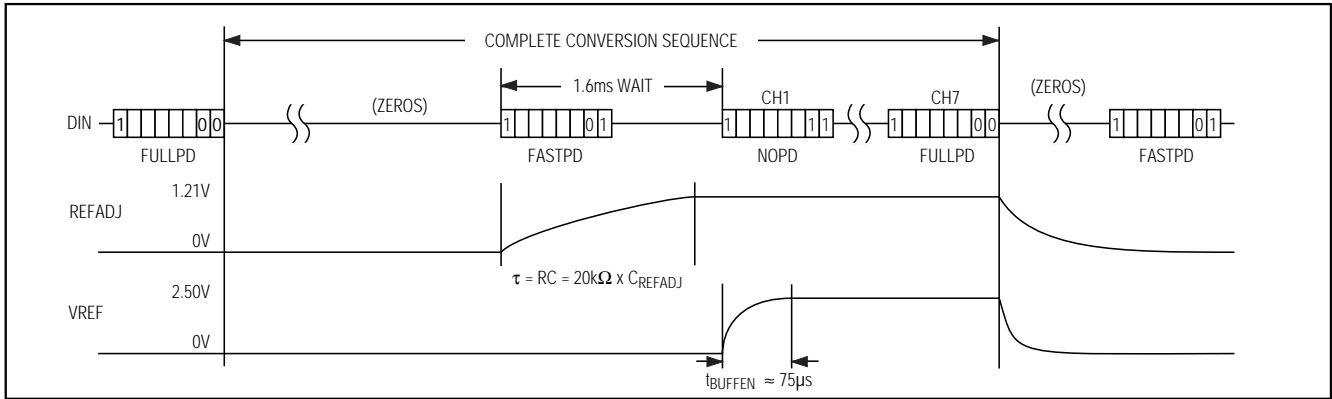 COMPLETE CONVERSION SEQUENCE
1.6ms WAIT
(ZEROS) CH1 CH7 (ZEROS)
DIN 1 0 0 1 0 1 1 1 1 1 0 0 1 0 1
FULLPD FASTPD NOPD FULLPD FASTPD
1.21V
REFADJ
0V
τ = RC = 20kΩ x CREFADJ
2.50V
VREF
0V
tBUFFEN ≈ 75µs